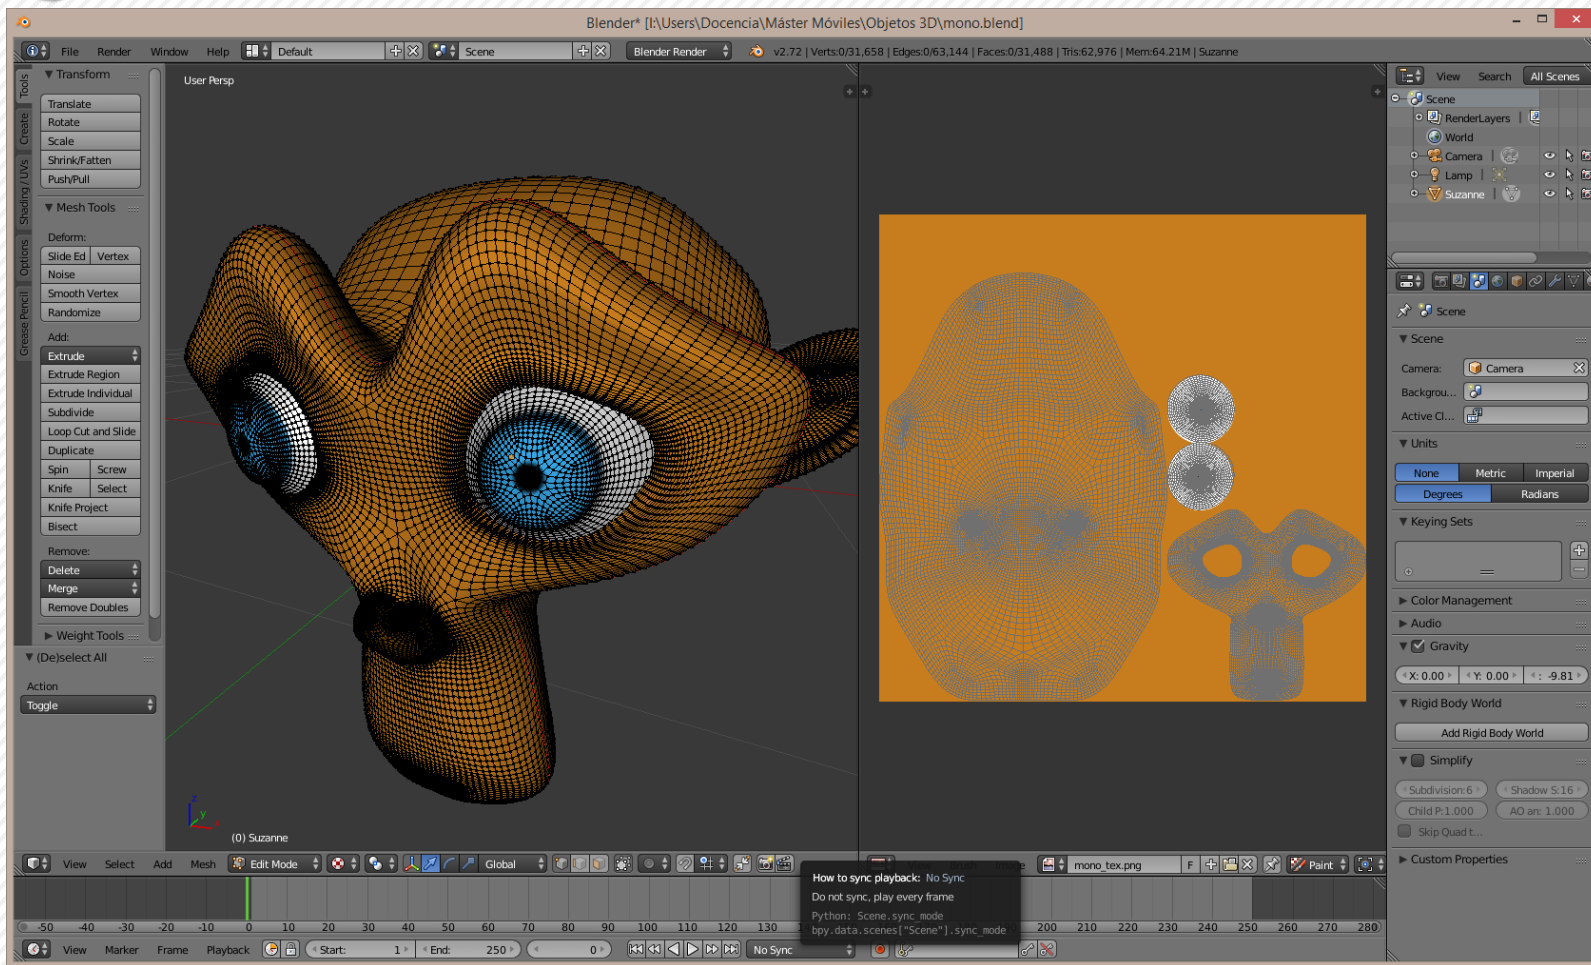 Blender* [I:\Users\Docencia\Máster Móviles\Objetos 3D\mono.blend]
File Render Window Help Default Scene Blender Render v2.72 | Verts:0/31,658 | Edges:0/63,144 | Faces:0/31,488 | Tris:62,976 | Mem:64.21M | Suzanne
Tools
Create
Shading / UVs
Options
Grease Pencil
Transform
Translate
Rotate
Scale
Shrink/Fatten
Push/Pull
Mesh Tools
Deform:
Slide Ed Vertex
Noise
Smooth Vertex
Randomize
Add:
Extrude
Extrude Region
Extrude Individual
Subdivide
Loop Cut and Slide
Duplicate
Spin Screw
Knife Select
Knife Project
Bisect
Remove:
Delete
Merge
Remove Doubles
Weight Tools
(De)select All
Action
Toggle
User Persp
z
y
x
(0) Suzanne
View Select Add Mesh Edit Mode Global
mono_tex.png F Paint
View Search All Scenes
Scene
RenderLayers |
World
Camera |
Lamp |
Suzanne |
Scene
Scene
Camera: Camera
Backgrou...
Active Cl...
Units
None Metric Imperial
Degrees Radians
Keying Sets
Color Management
Audio
Gravity
X: 0.00 Y: 0.00 : -9.81
Rigid Body World
Add Rigid Body World
Simplify
Subdivision:6 Shadow S:16
Child P:1.000 AO an: 1.000
Skip Quad t...
Custom Properties
How to sync playback: No Sync
Do not sync, play every frame
Python: Scene.sync_mode
bpy.data.scenes["Scene"].sync_mode
-50 -40 -30 -20 -10 0 10 20 30 40 50 60 70 80 90 100 110 120 130 200 210 220 230 240 250 260 270 280
View Marker Frame Playback Start: 1 End: 250 0 No Sync